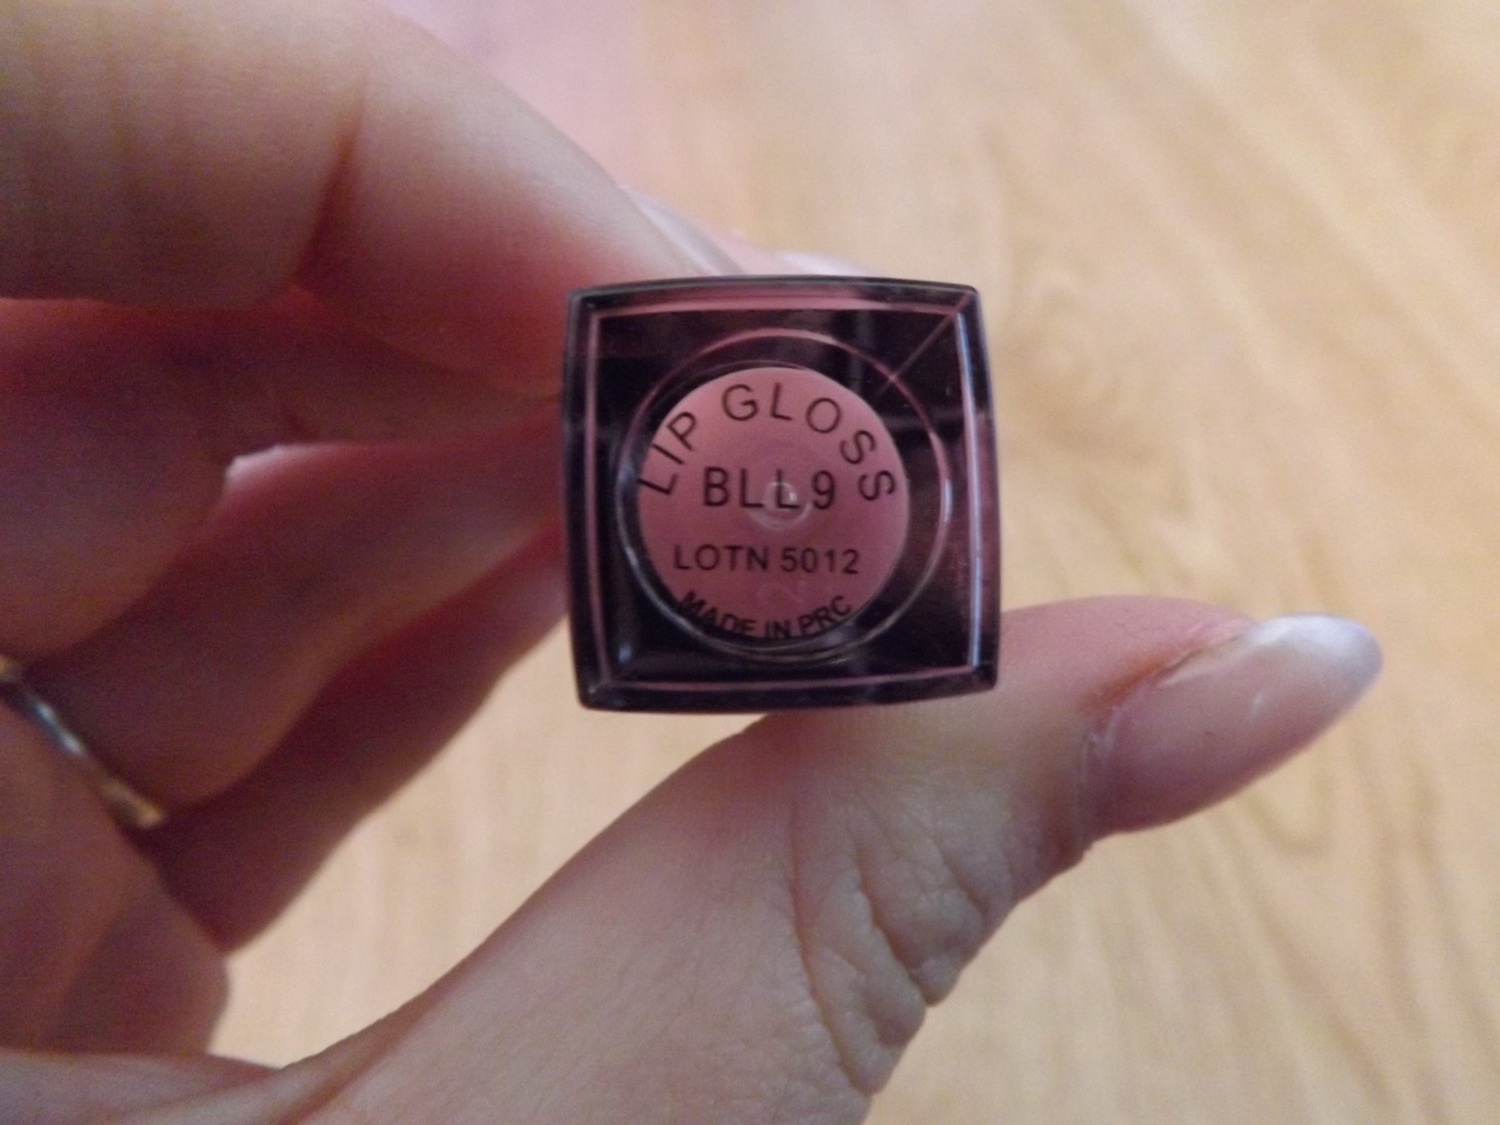 LIP GLOSS
BLL9
LOTN 5012
MADE IN PRC